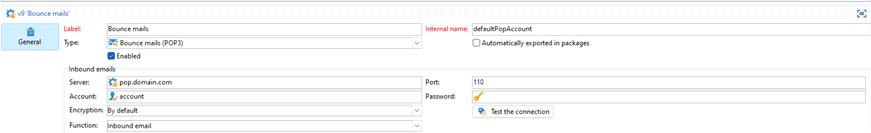 v9 'Bounce mails'
General
Label: Bounce mails Internal name: defaultPopAccount
Type: Bounce mails (POP3) Automatically exported in packages
Enabled
Inbound emails
Server: pop.domain.com Port: 110
Account: account Password:
Encryption: By default Test the connection
Function: Inbound email